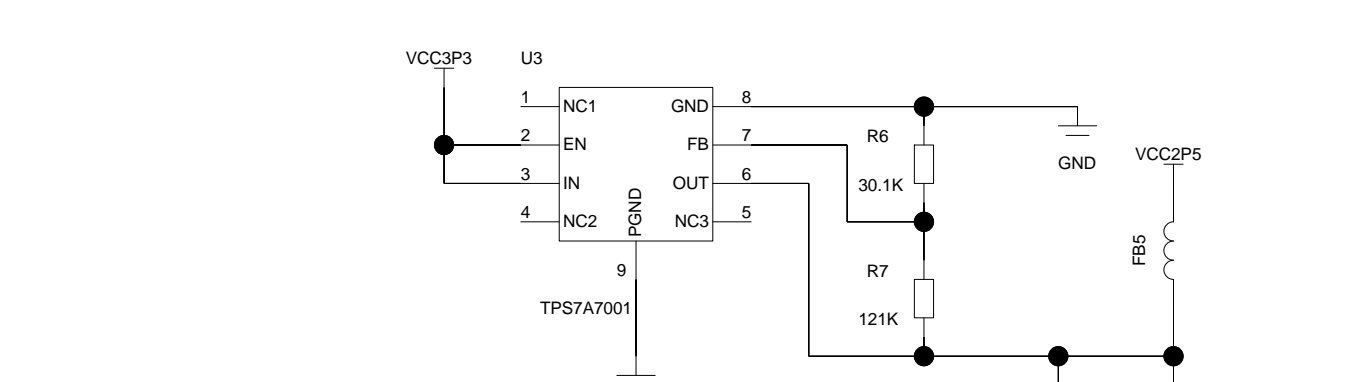 VCC3P3
U3
1 NC1 GND 8
2 EN FB 7
3 IN OUT 6
4 NC2 PGND NC3 5
9
TPS7A7001
R6
30.1K
R7
121K
GND
VCC2P5
FB5